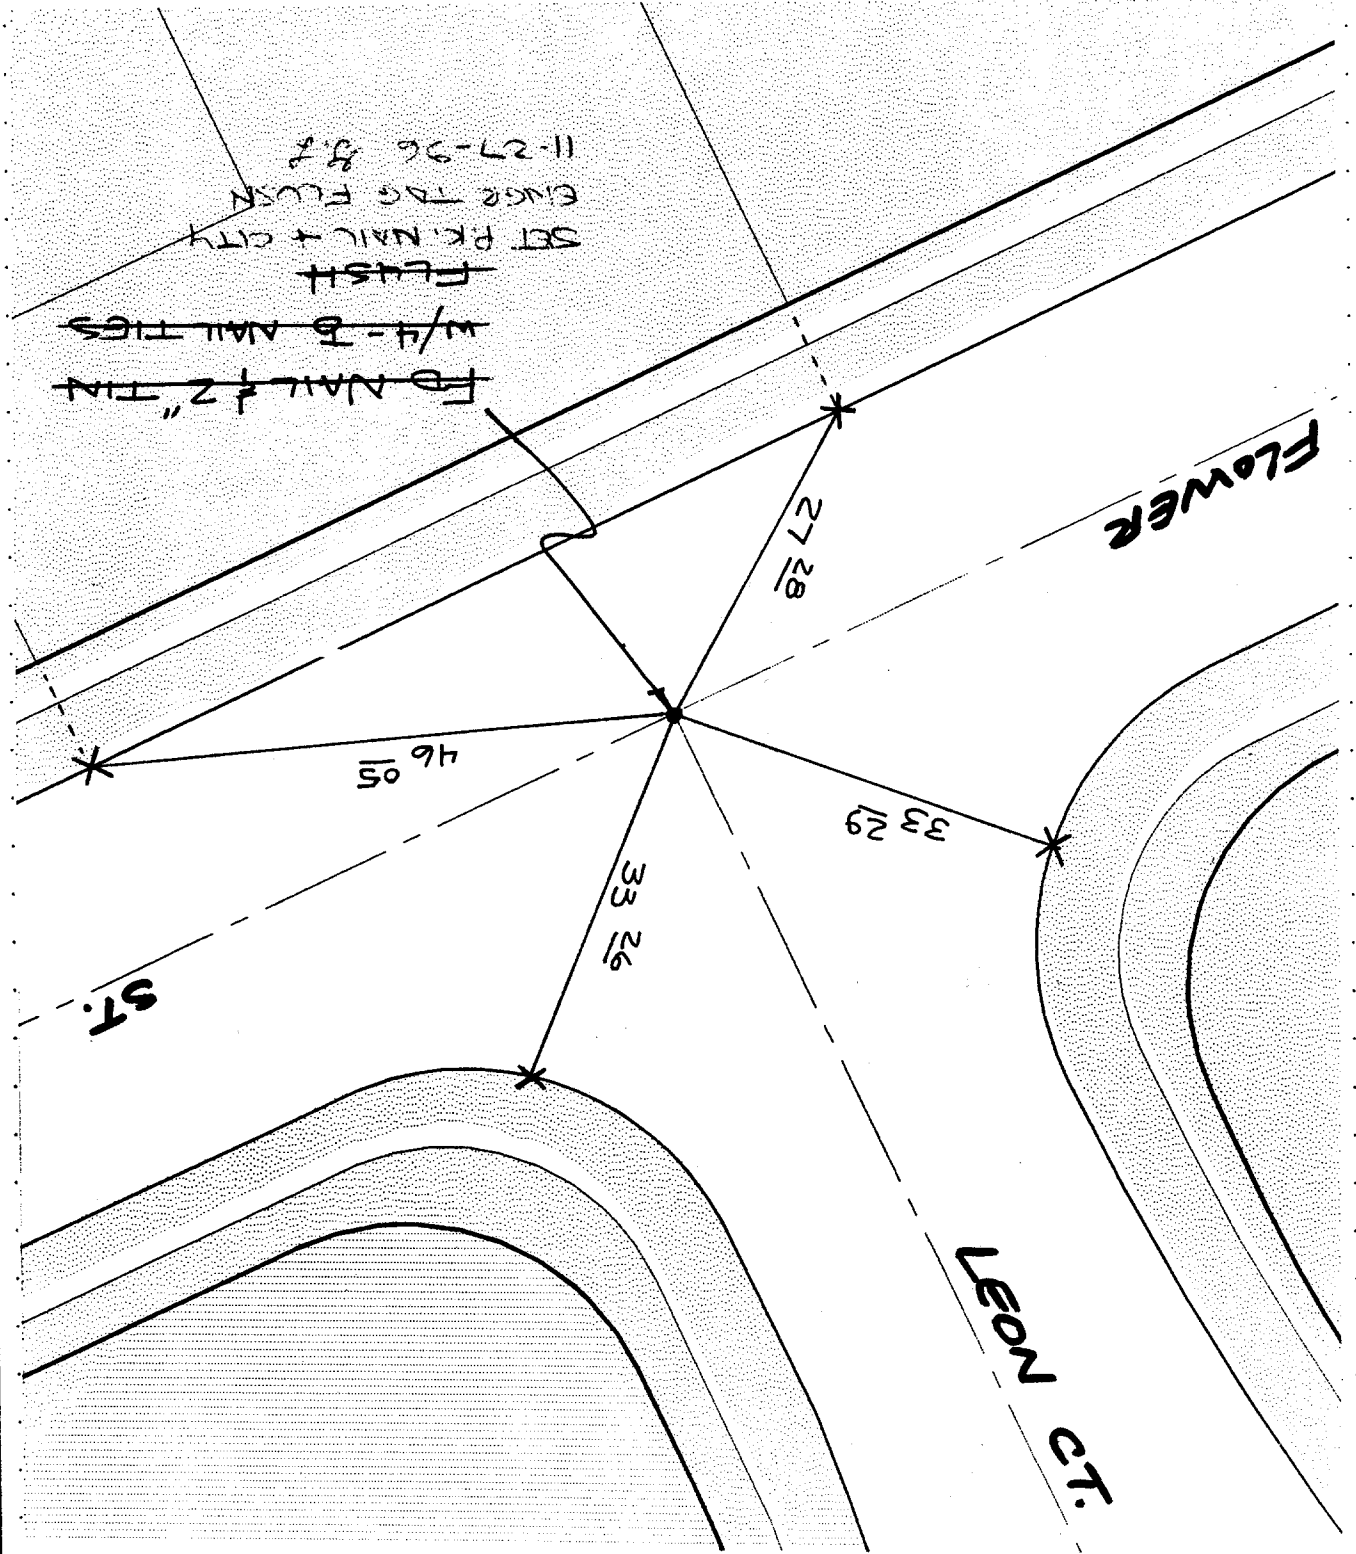 FLOWER
ST.
LEON CT.
FD NAIL & 2" TIN
W/4-B NAIL TIES
FLUSH
SET P.K. NAIL + CITY
ENGR TAG FLUSH
11-27-96
27 28
46 05
33 29
33 26